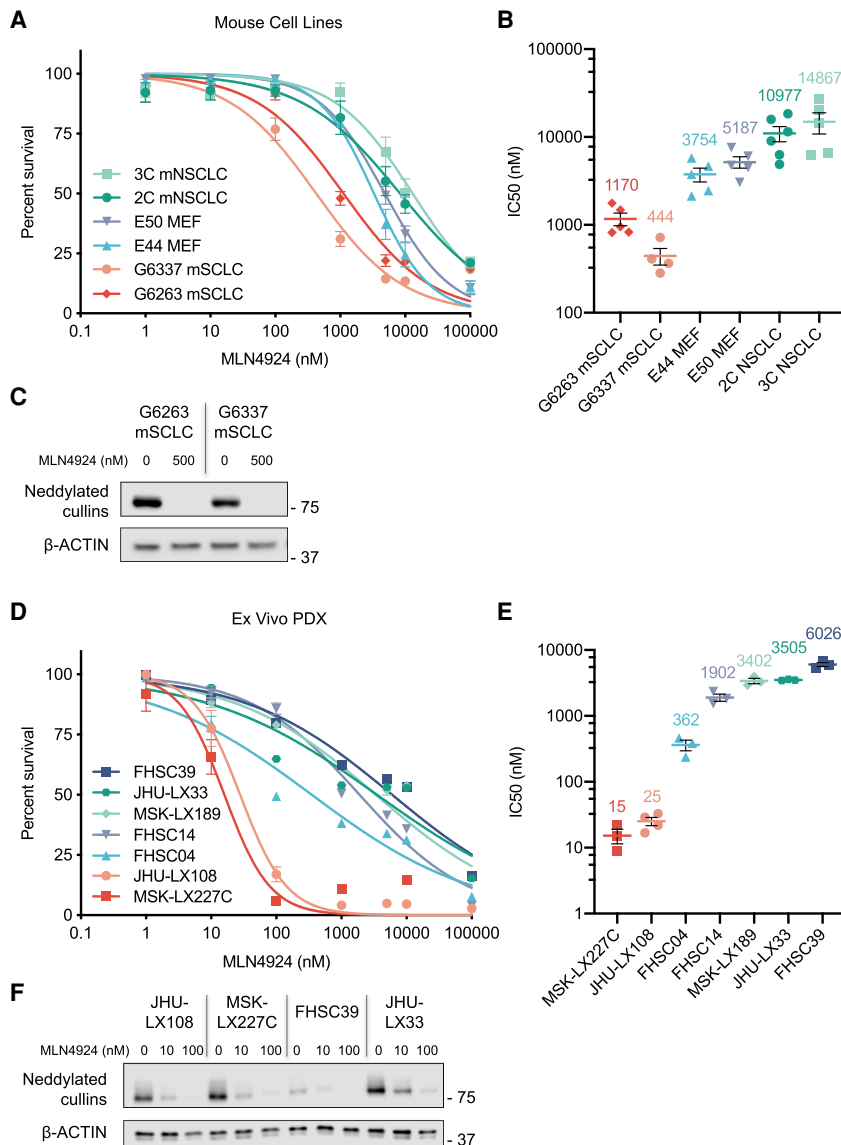 A
Mouse Cell Lines
Percent survival
100
75
50
25
0
3C mNSCLC
2C mNSCLC
E50 MEF
E44 MEF
G6337 mSCLC
G6263 mSCLC
0.1 1 10 100 1000 10000 100000
MLN4924 (nM)
B
IC50 (nM)
100000
10000
1000
100
1170
444
3754
5187
10977
14867
G6263 mSCLC
G6337 mSCLC
E44 MEF
E50 MEF
2C NSCLC
3C NSCLC
C
G6263 mSCLC
G6337 mSCLC
MLN4924 (nM) 0 500 0 500
Neddylated cullins
- 75
β-ACTIN
- 37
D
Ex Vivo PDX
Percent survival
100
75
50
25
0
FHSC39
JHU-LX33
MSK-LX189
FHSC14
FHSC04
JHU-LX108
MSK-LX227C
0.1 1 10 100 1000 10000 100000
MLN4924 (nM)
E
IC50 (nM)
10000
1000
100
10
1
15
25
362
1902
3402
3505
6026
MSK-LX227C
JHU-LX108
FHSC04
FHSC14
MSK-LX189
JHU-LX33
FHSC39
F
JHU-LX108
MSK-LX227C
FHSC39
JHU-LX33
MLN4924 (nM) 0 10 100 0 10 100 0 10 100 0 10 100
Neddylated cullins
- 75
β-ACTIN
- 37